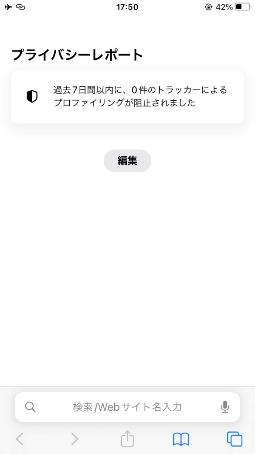 17:50
42%
プライバシーレポート
過去7日間以内に、0件のトラッカーによる
プロファイリングが阻止されました
編集
検索/Webサイト名入力